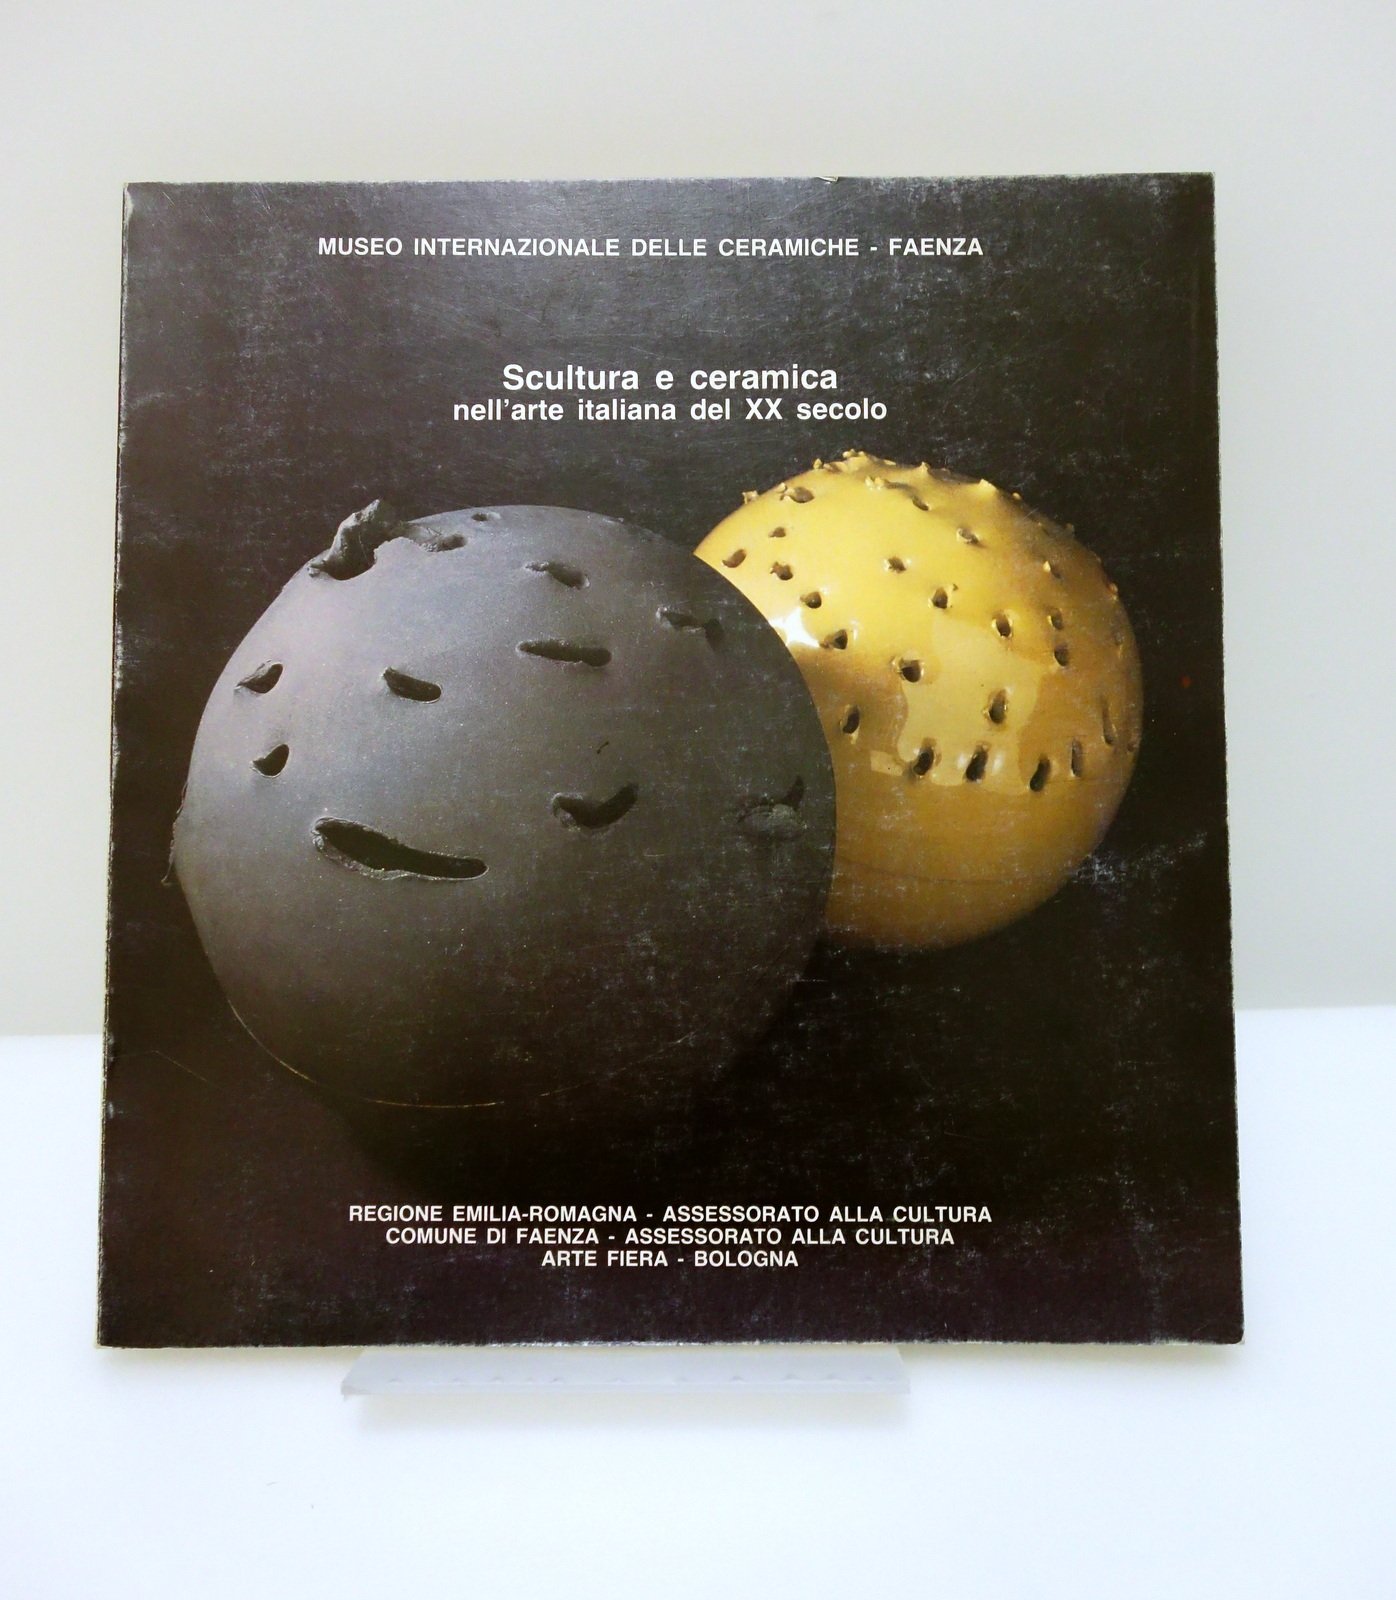 MUSEO INTERNAZIONALE DELLE CERAMICHE - FAENZA
Scultura e ceramica
nell'arte italiana del XX secolo
REGIONE EMILIA-ROMAGNA - ASSESSORATO ALLA CULTURA
COMUNE DI FAENZA - ASSESSORATO ALLA CULTURA
ARTE FIERA - BOLOGNA